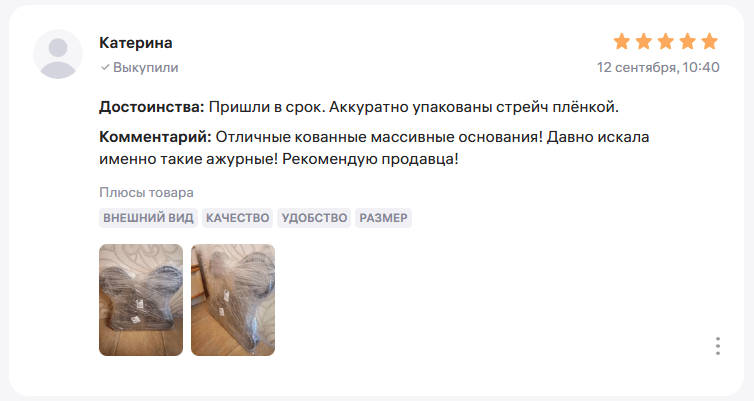 Катерина
Выкупили
12 сентября, 10:40
Достоинства: Пришли в срок. Аккуратно упакованы стрейч плёнкой.
Комментарий: Отличные кованные массивные основания! Давно искала
именно такие ажурные! Рекомендую продавца!
Плюсы товара
ВНЕШНИЙ ВИД КАЧЕСТВО УДОБСТВО РАЗМЕР